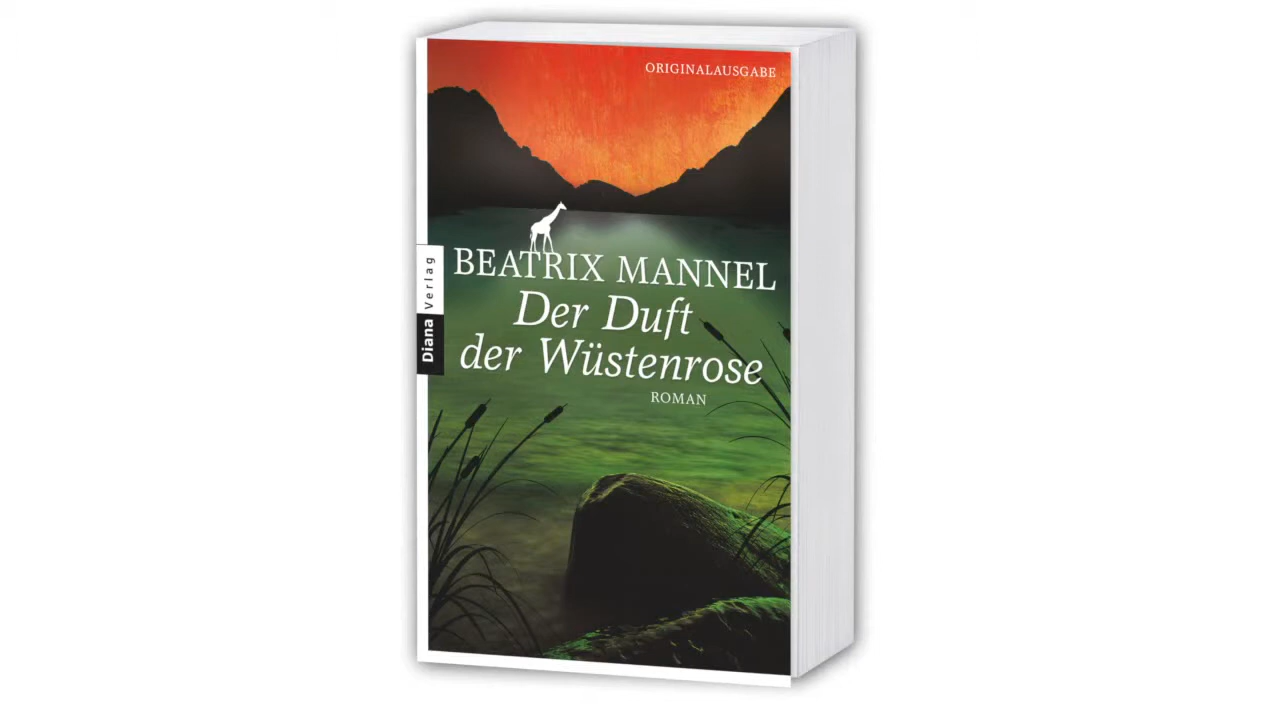 ORIGINALAUSGABE
BEATRIX MANNEL
Der Duft
der Wüstenrose
ROMAN
Diana Verlag